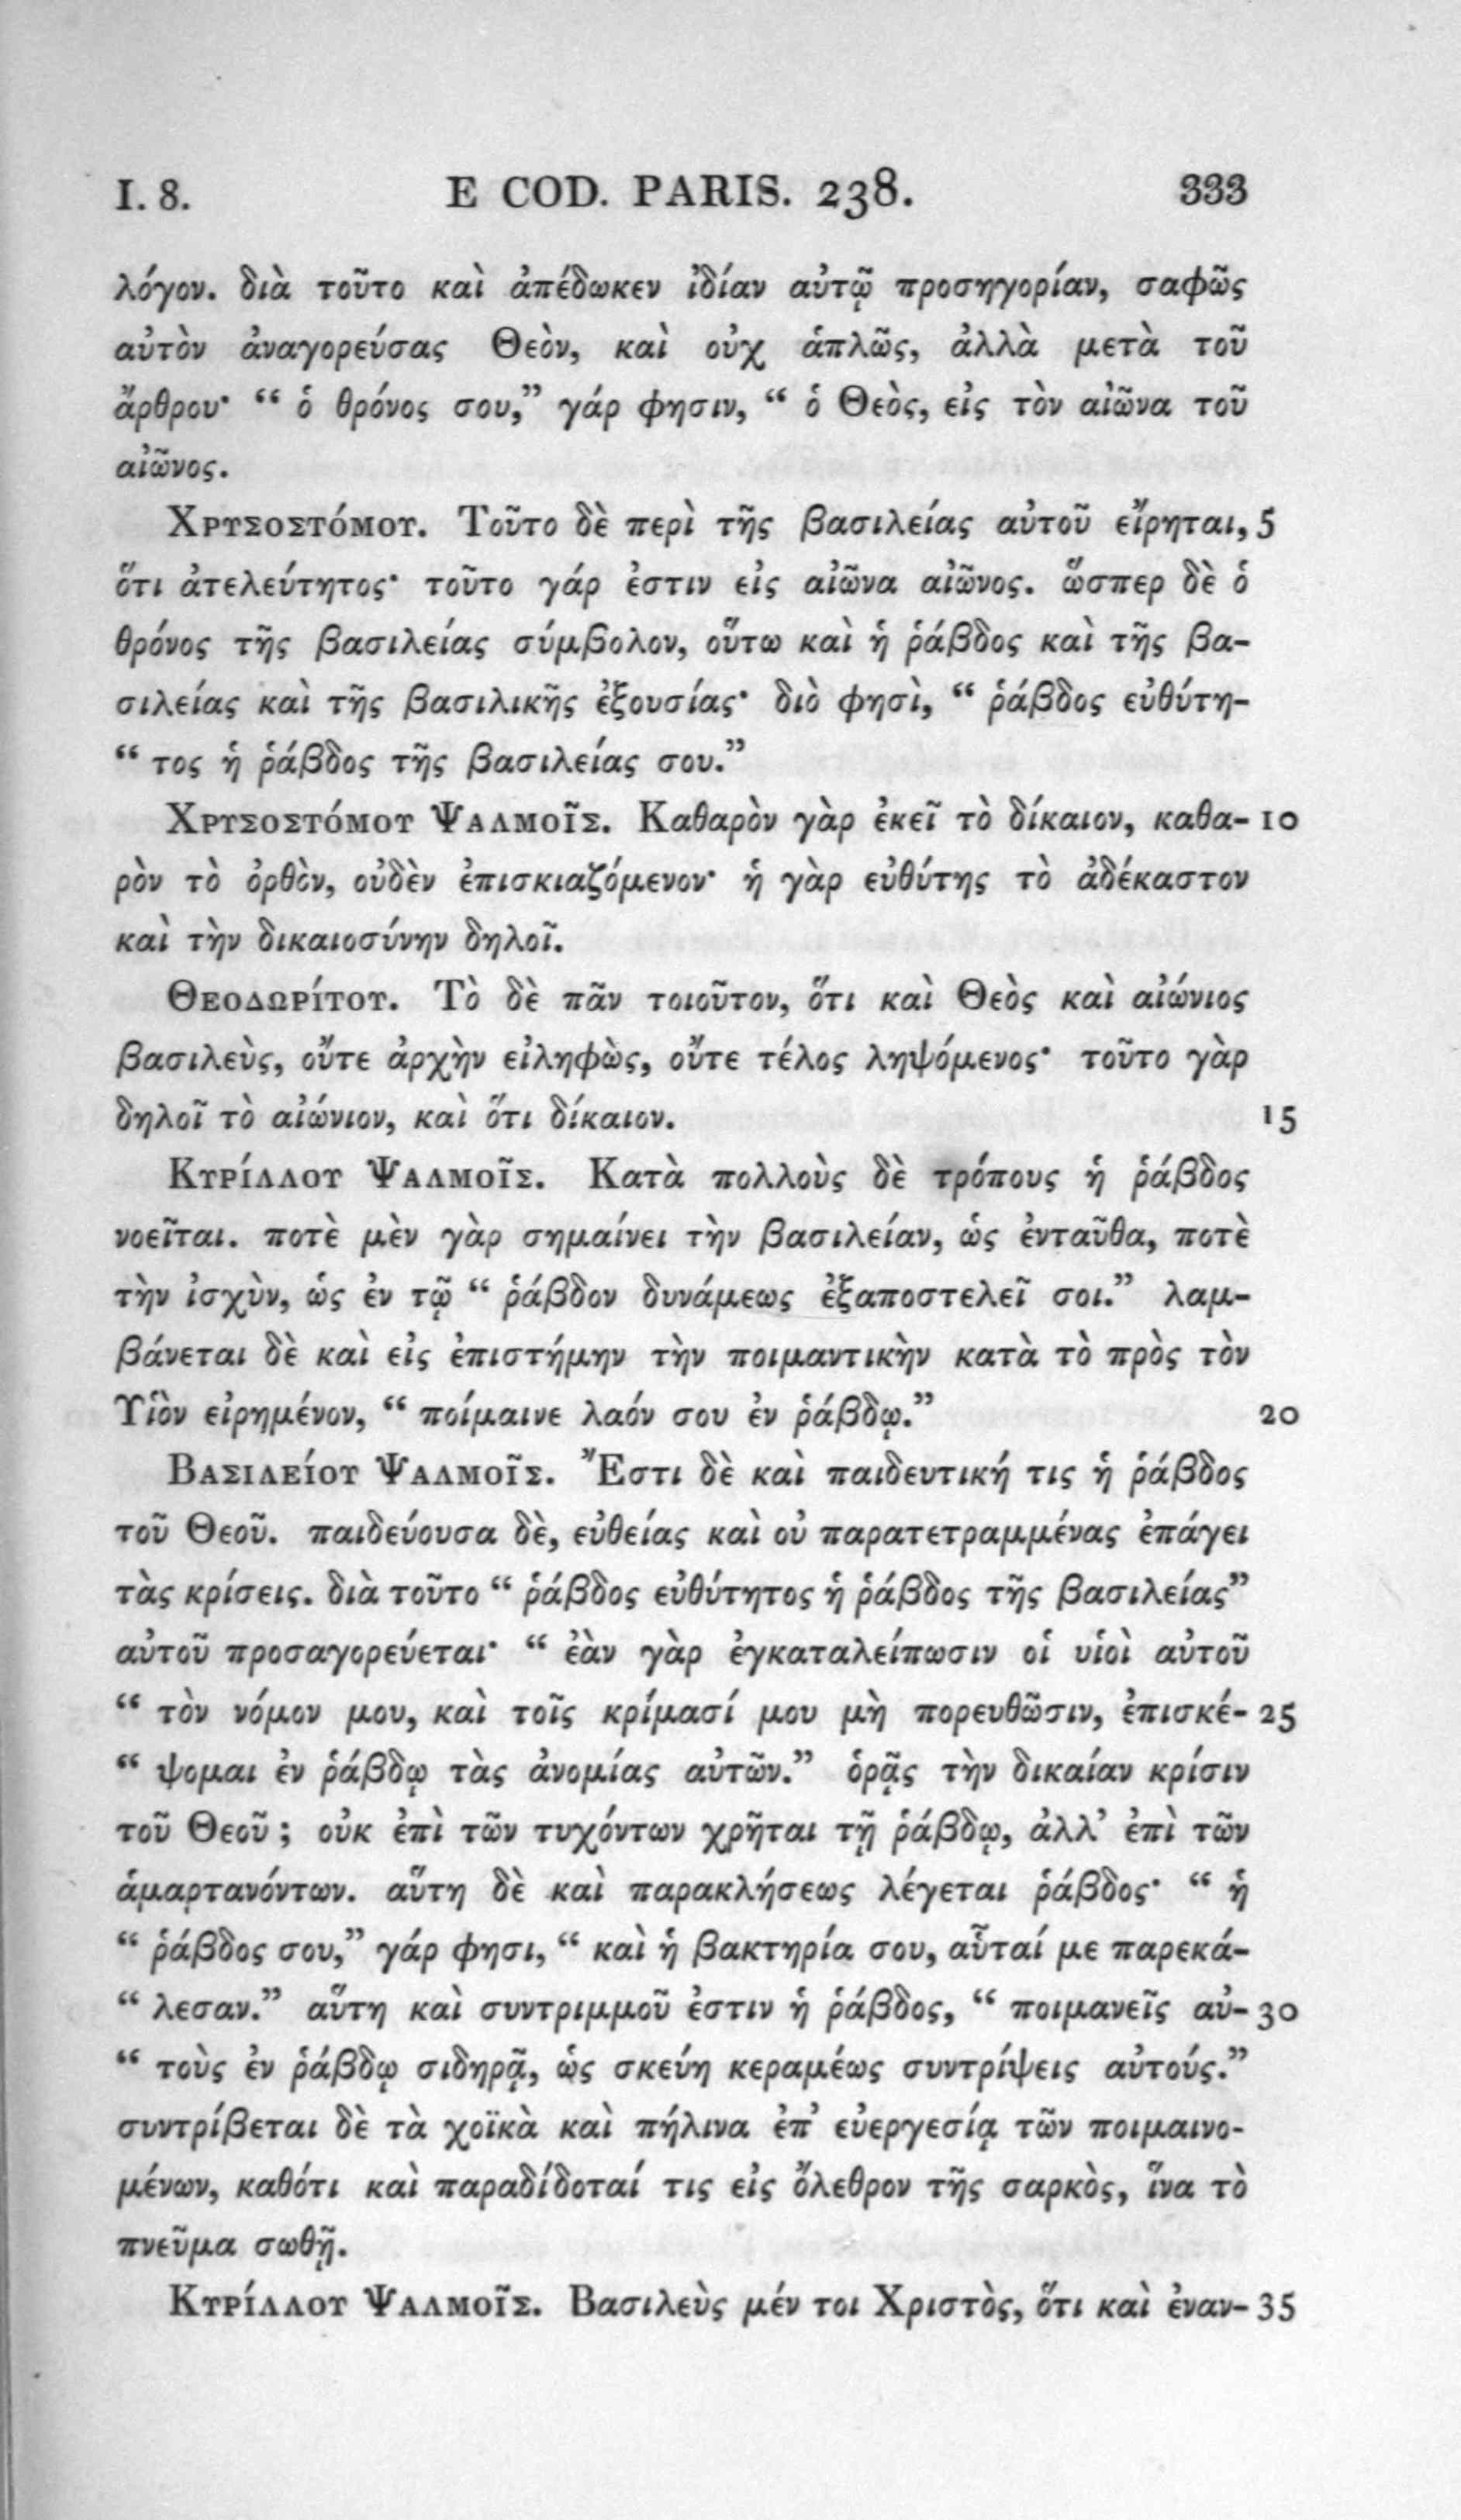 I. 8. E COD. PARIS. 238. 333
λόγον. διὰ τοῦτο καὶ ἀπέδωκεν ἰδίαν αὐτῷ προσηγορίαν, σαφῶς
αὐτὸν ἀναγορεύσας Θεὸν, καὶ οὐχ ἁπλῶς, ἀλλὰ μετὰ τοῦ
ἄρθρου· “ ὁ θρόνος σου,” γάρ φησιν, “ ὁ Θεὸς, εἰς τὸν αἰῶνα τοῦ
αἰῶνος.
ΧΡΥΣΟΣΤΌΜΟΥ. Τοῦτο δὲ περὶ τῆς βασιλείας αὐτοῦ εἴρηται, 5
ὅτι ἀτελεύτητος· τοῦτο γάρ ἐστιν εἰς αἰῶνα αἰῶνος. ὥσπερ δὲ ὁ
θρόνος τῆς βασιλείας σύμβολον, οὕτω καὶ ἡ ῥάβδος καὶ τῆς βα-
σιλείας καὶ τῆς βασιλικῆς ἐξουσίας· διὸ φησὶ, “ ῥάβδος εὐθύτη-
“ τος ἡ ῥάβδος τῆς βασιλείας σου.”
ΧΡΥΣΟΣΤΌΜΟΥ ΨΑΛΜΟΙ͂Σ. Καθαρὸν γὰρ ἐκεῖ τὸ δίκαιον, καθα- 10
ρὸν τὸ ὀρθὸν, οὐδὲν ἐπισκιαζόμενον· ἡ γὰρ εὐθύτης τὸ ἀδέκαστον
καὶ τὴν δικαιοσύνην δηλοῖ.
ΘΕΟΔΩΡΊΤΟΥ. Τὸ δὲ πᾶν τοιοῦτον, ὅτι καὶ Θεὸς καὶ αἰώνιος
βασιλεὺς, οὔτε ἀρχὴν εἰληφὼς, οὔτε τέλος ληψόμενος· τοῦτο γὰρ
δηλοῖ τὸ αἰώνιον, καὶ ὅτι δίκαιον. 15
ΚΥΡΊΛΛΟΥ ΨΑΛΜΟΙ͂Σ. Κατὰ πολλοὺς δὲ τρόπους ἡ ῥάβδος
νοεῖται. ποτὲ μὲν γὰρ σημαίνει τὴν βασιλείαν, ὡς ἐνταῦθα, ποτὲ
τὴν ἰσχὺν, ὡς ἐν τῷ “ ῥάβδον δυνάμεως ἐξαποστελεῖ σοι.” λαμ-
βάνεται δὲ καὶ εἰς ἐπιστήμην τὴν ποιμαντικὴν κατὰ τὸ πρὸς τὸν
Υἱὸν εἰρημένον, “ ποίμαινε λαόν σου ἐν ῥάβδῳ.” 20
ΒΑΣΙΛΕΊΟΥ ΨΑΛΜΟΙ͂Σ. Ἔστι δὲ καὶ παιδευτική τις ἡ ῥάβδος
τοῦ Θεοῦ. παιδεύουσα δὲ, εὐθείας καὶ οὐ παρατετραμμένας ἐπάγει
τὰς κρίσεις. διὰ τοῦτο “ ῥάβδος εὐθύτητος ἡ ῥάβδος τῆς βασιλείας”
αὐτοῦ προσαγορεύεται· “ ἐὰν γὰρ ἐγκαταλείπωσιν οἱ υἱοὶ αὐτοῦ
“ τὸν νόμον μου, καὶ τοῖς κρίμασί μου μὴ πορευθῶσιν, ἐπισκέ- 25
“ ψομαι ἐν ῥάβδῳ τὰς ἀνομίας αὐτῶν.” ὁρᾷς τὴν δικαίαν κρίσιν
τοῦ Θεοῦ ; οὐκ ἐπὶ τῶν τυχόντων χρῆται τῇ ῥάβδῳ, ἀλλ’ ἐπὶ τῶν
ἁμαρτανόντων. αὕτη δὲ καὶ παρακλήσεως λέγεται ῥάβδος· “ ἡ
“ ῥάβδος σου,” γάρ φησι, “ καὶ ἡ βακτηρία σου, αὗταί με παρεκά-
“ λεσαν.” αὕτη καὶ συντριμμοῦ ἐστιν ἡ ῥάβδος, “ ποιμανεῖς αὐ- 30
“ τοὺς ἐν ῥάβδῳ σιδηρᾷ, ὡς σκεύη κεραμέως συντρίψεις αὐτούς.”
συντρίβεται δὲ τὰ χοϊκὰ καὶ πήλινα ἐπ’ εὐεργεσίᾳ τῶν ποιμαινο-
μένων, καθότι καὶ παραδίδοταί τις εἰς ὄλεθρον τῆς σαρκὸς, ἵνα τὸ
πνεῦμα σωθῇ.
ΚΥΡΊΛΛΟΥ ΨΑΛΜΟΙ͂Σ. Βασιλεὺς μέν τοι Χριστὸς, ὅτι καὶ ἐναν- 35